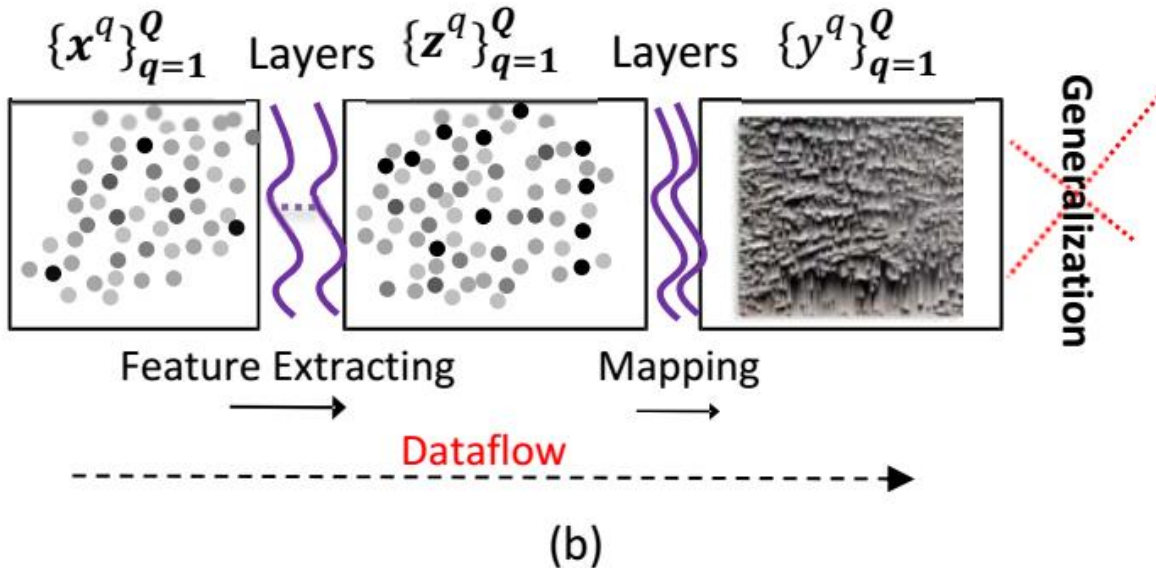 {𝒙^q}_{q=1}^{Q} Layers {𝒛^q}_{q=1}^{Q} Layers {y^q}_{q=1}^{Q}
Generalization
Feature Extracting Mapping
Dataflow
(b)